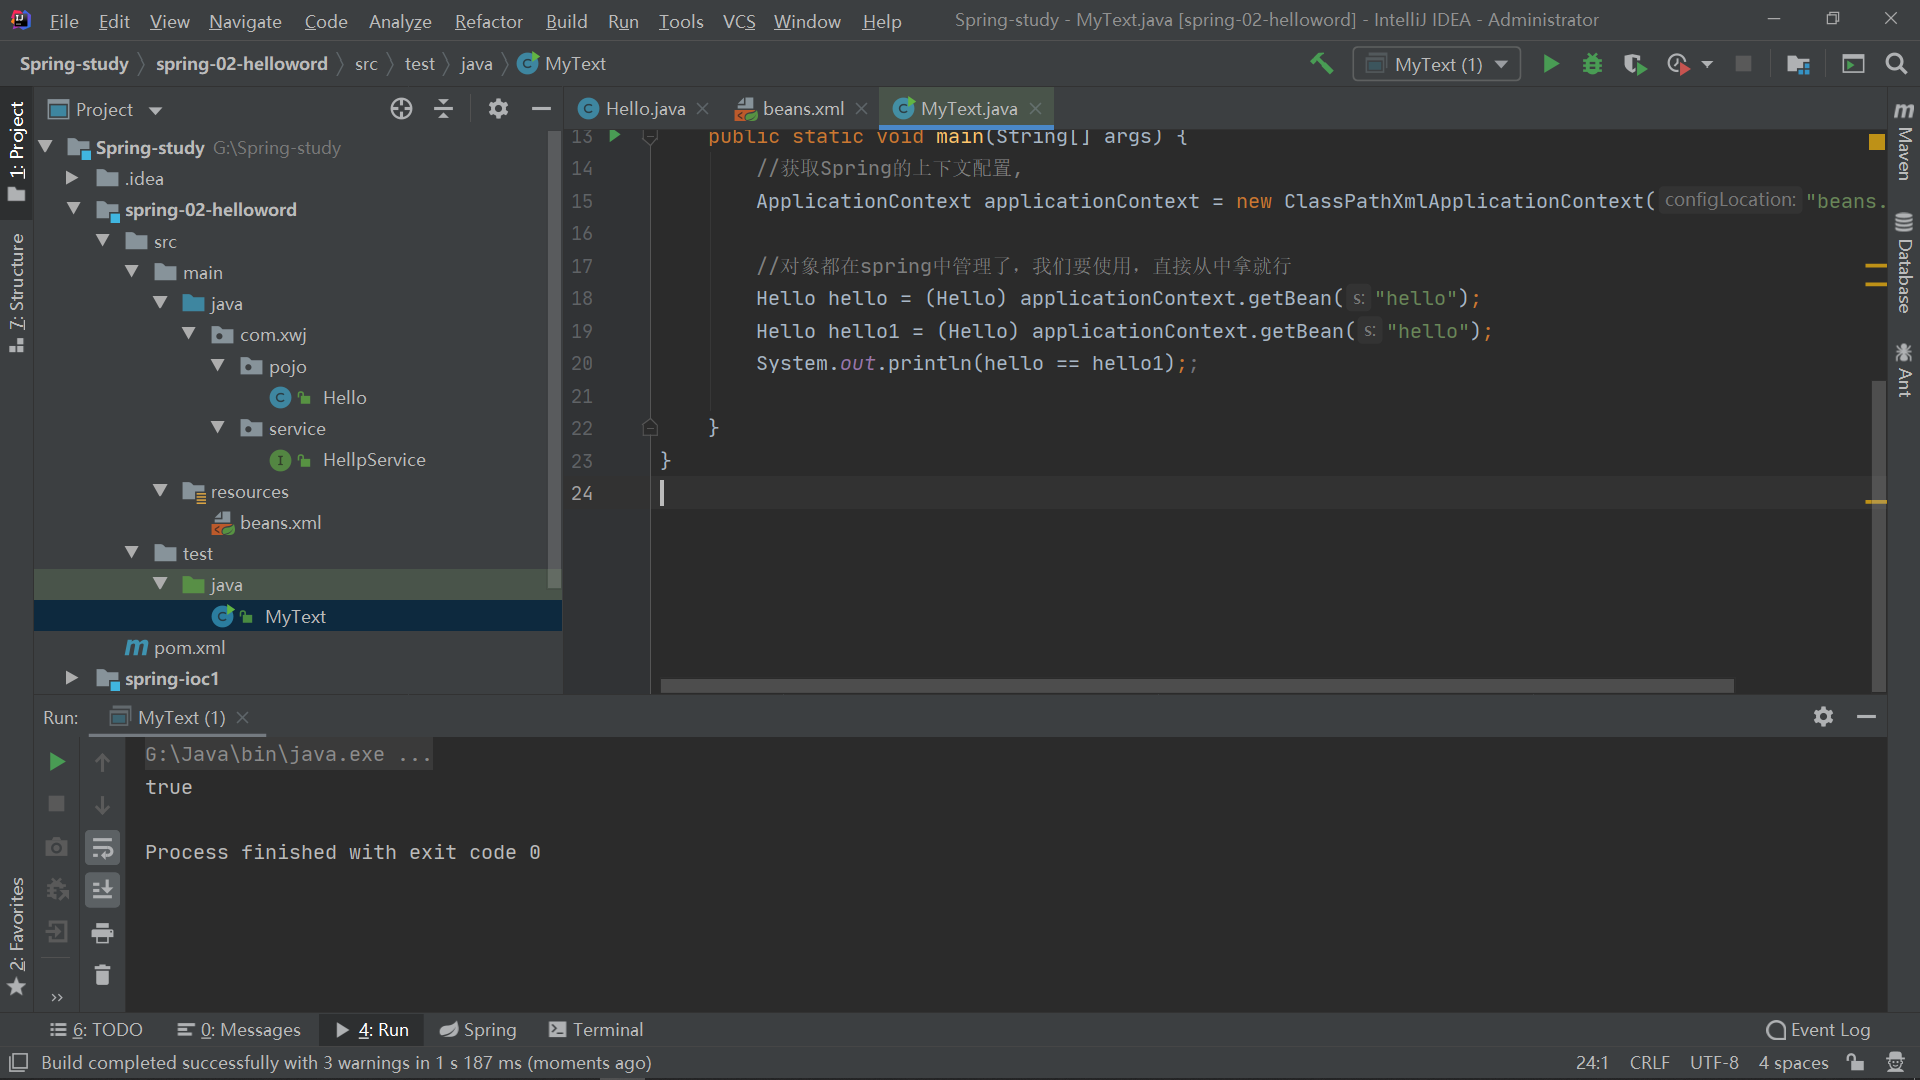 File Edit View Navigate Code Analyze Refactor Build Run Tools VCS Window Help Spring-study - MyText.java [spring-02-helloword] - IntelliJ IDEA - Administrator
Spring-study spring-02-helloword src test java MyText MyText (1)
1: Project
7: Structure
2: Favorites
Project
Spring-study G:\Spring-study
.idea
spring-02-helloword
src
main
java
com.xwj
pojo
Hello
service
HellpService
resources
beans.xml
test
java
MyText
pom.xml
spring-ioc1
Hello.java beans.xml MyText.java
13 public static void main(String[] args) {
14 //获取Spring的上下文配置,
15 ApplicationContext applicationContext = new ClassPathXmlApplicationContext( configLocation: "beans.
16
17 //对象都在spring中管理了，我们要使用，直接从中拿就行
18 Hello hello = (Hello) applicationContext.getBean( s: "hello");
19 Hello hello1 = (Hello) applicationContext.getBean( s: "hello");
20 System.out.println(hello == hello1);;
21
22 }
23 }
24
Maven
Database
Ant
Run: MyText (1)
G:\Java\bin\java.exe ...
true
Process finished with exit code 0
6: TODO 0: Messages 4: Run Spring Terminal Event Log
Build completed successfully with 3 warnings in 1 s 187 ms (moments ago) 24:1 CRLF UTF-8 4 spaces